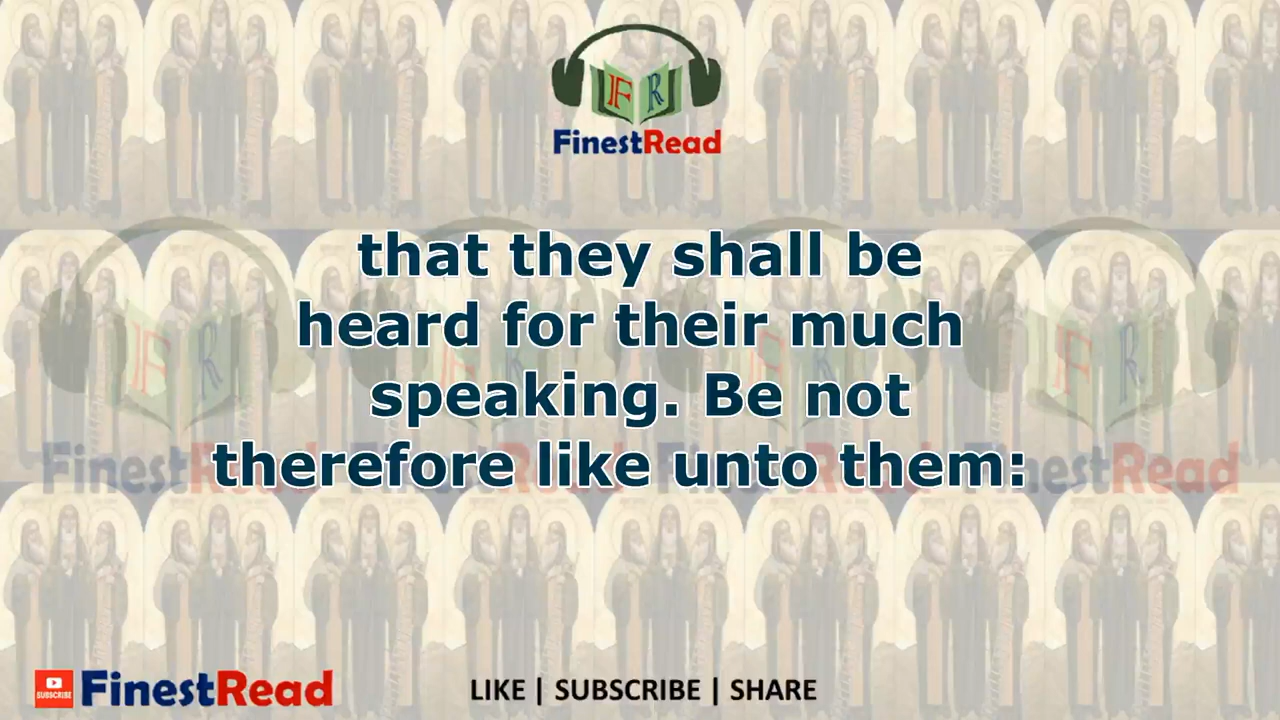 F R
FinestRead
that they shall be
heard for their much
speaking. Be not
therefore like unto them:
SUBSCRIBE
FinestRead
LIKE | SUBSCRIBE | SHARE